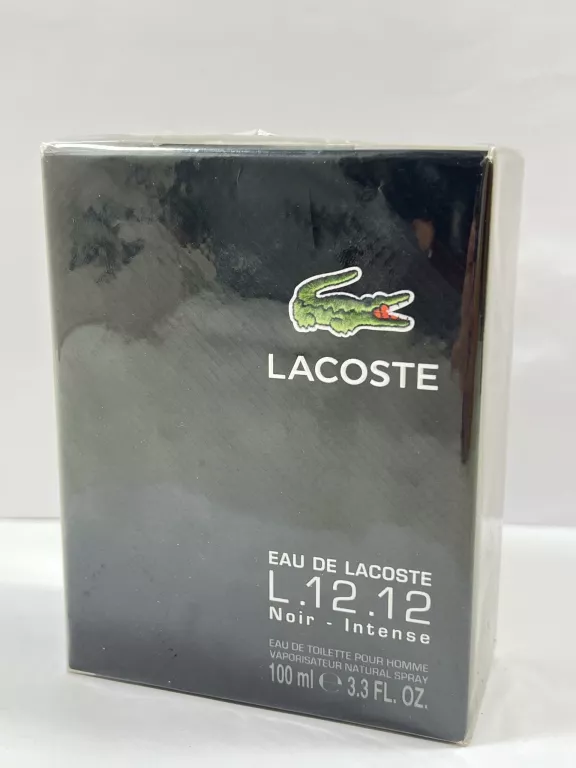 LACOSTE
EAU DE LACOSTE
L.12.12
Noir - Intense
EAU DE TOILETTE POUR HOMME
VAPORISATEUR NATURAL SPRAY
100 ml ℮ 3.3 FL. OZ.